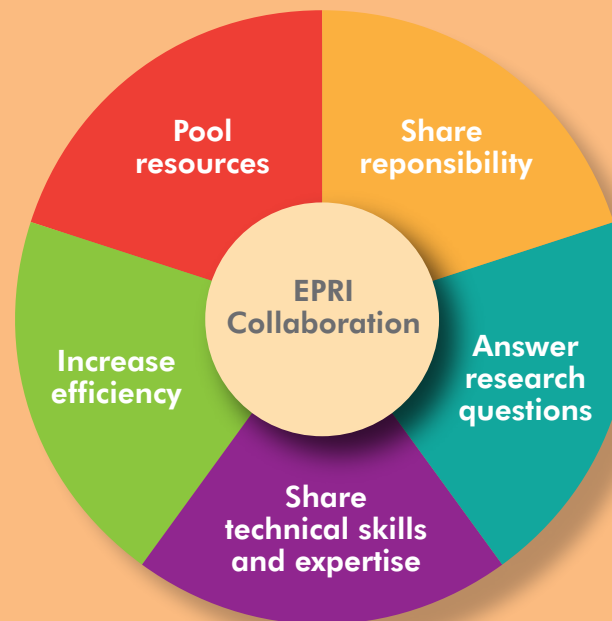 Pool
resources
Share
reponsibility
EPRI
Collaboration
Answer
research
questions
Increase
efficiency
Share
technical skills
and expertise